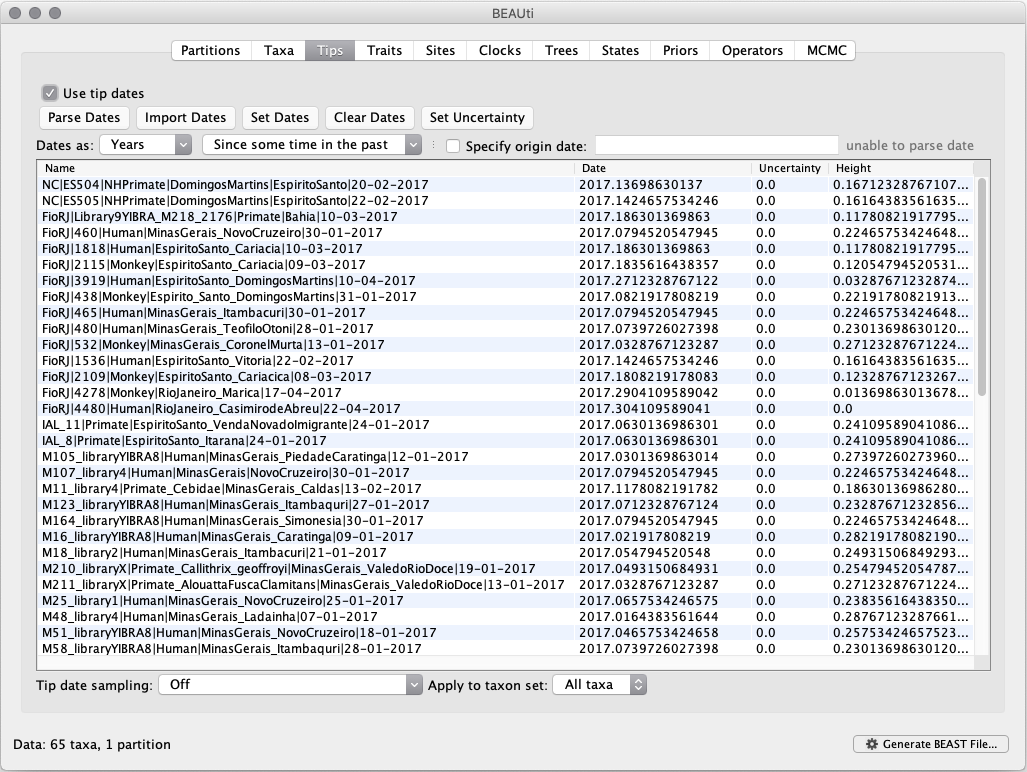 BEAUti
Partitions Taxa Tips Traits Sites Clocks Trees States Priors Operators MCMC
Use tip dates
Parse Dates Import Dates Set Dates Clear Dates Set Uncertainty
Dates as: Years Since some time in the past Specify origin date: unable to parse date
Name Date Uncertainty Height
NC|ES504|NHPrimate|DomingosMartins|EspiritoSanto|20-02-2017 2017.13698630137 0.0 0.16712328767107...
NC|ES505|NHPrimate|DomingosMartins|EspiritoSanto|22-02-2017 2017.1424657534246 0.0 0.16164383561635...
FioRJ|Library9YIBRA_M218_2176|Primate|Bahia|10-03-2017 2017.186301369863 0.0 0.11780821917795...
FioRJ|460|Human|MinasGerais_NovoCruzeiro|30-01-2017 2017.0794520547945 0.0 0.22465753424648...
FioRJ|1818|Human|EspiritoSanto_Cariacia|10-03-2017 2017.186301369863 0.0 0.11780821917795...
FioRJ|2115|Monkey|EspiritoSanto_Cariacia|09-03-2017 2017.1835616438357 0.0 0.12054794520531...
FioRJ|3919|Human|EspiritoSanto_DomingosMartins|10-04-2017 2017.2712328767122 0.0 0.03287671232874...
FioRJ|438|Monkey|Espirito_Santo_DomingosMartins|31-01-2017 2017.0821917808219 0.0 0.22191780821913...
FioRJ|465|Human|MinasGerais_Itambacuri|30-01-2017 2017.0794520547945 0.0 0.22465753424648...
FioRJ|480|Human|MinasGerais_TeofiloOtoni|28-01-2017 2017.0739726027398 0.0 0.23013698630120...
FioRJ|532|Monkey|MinasGerais_CoronelMurta|13-01-2017 2017.0328767123287 0.0 0.27123287671224...
FioRJ|1536|Human|EspiritoSanto_Vitoria|22-02-2017 2017.1424657534246 0.0 0.16164383561635...
FioRJ|2109|Monkey|EspiritoSanto_Cariacica|08-03-2017 2017.1808219178083 0.0 0.12328767123267...
FioRJ|4278|Monkey|RioJaneiro_Marica|17-04-2017 2017.2904109589042 0.0 0.01369863013678...
FioRJ|4480|Human|RioJaneiro_CasimirodeAbreu|22-04-2017 2017.304109589041 0.0 0.0
IAL_11|Primate|EspiritoSanto_VendaNovadoImigrante|24-01-2017 2017.0630136986301 0.0 0.24109589041086...
IAL_8|Primate|EspiritoSanto_Itarana|24-01-2017 2017.0630136986301 0.0 0.24109589041086...
M105_libraryYIBRA8|Human|MinasGerais_PiedadeCaratinga|12-01-2017 2017.0301369863014 0.0 0.27397260273960...
M107_library4|Human|MinasGerais|NovoCruzeiro|30-01-2017 2017.0794520547945 0.0 0.22465753424648...
M11_library4|Primate_Cebidae|MinasGerais_Caldas|13-02-2017 2017.1178082191782 0.0 0.18630136986280...
M123_libraryYIBRA8|Human|MinasGerais_Itambaquri|27-01-2017 2017.0712328767124 0.0 0.23287671232856...
M164_libraryYIBRA8|Human|MinasGerais_Simonesia|30-01-2017 2017.0794520547945 0.0 0.22465753424648...
M16_libraryYIBRA8|Human|MinasGerais_Caratinga|09-01-2017 2017.021917808219 0.0 0.28219178082190...
M18_library2|Human|MinasGerais_Itambacuri|21-01-2017 2017.054794520548 0.0 0.24931506849293...
M210_libraryX|Primate_Callithrix_geoffroyi|MinasGerais_ValedoRioDoce|19-01-2017 2017.0493150684931 0.0 0.25479452054787...
M211_libraryX|Primate_AlouattaFuscaClamitans|MinasGerais_ValedoRioDoce|13-01-2017 2017.0328767123287 0.0 0.27123287671224...
M25_library1|Human|MinasGerais_NovoCruzeiro|25-01-2017 2017.0657534246575 0.0 0.23835616438350...
M48_library4|Human|MinasGerais_Ladainha|07-01-2017 2017.0164383561644 0.0 0.28767123287661...
M51_libraryYIBRA8|Human|MinasGerais_NovoCruzeiro|18-01-2017 2017.0465753424658 0.0 0.25753424657523...
M58_libraryYIBRA8|Human|MinasGerais_Itambaquri|28-01-2017 2017.0739726027398 0.0 0.23013698630120...
Tip date sampling: Off Apply to taxon set: All taxa
Data: 65 taxa, 1 partition Generate BEAST File...